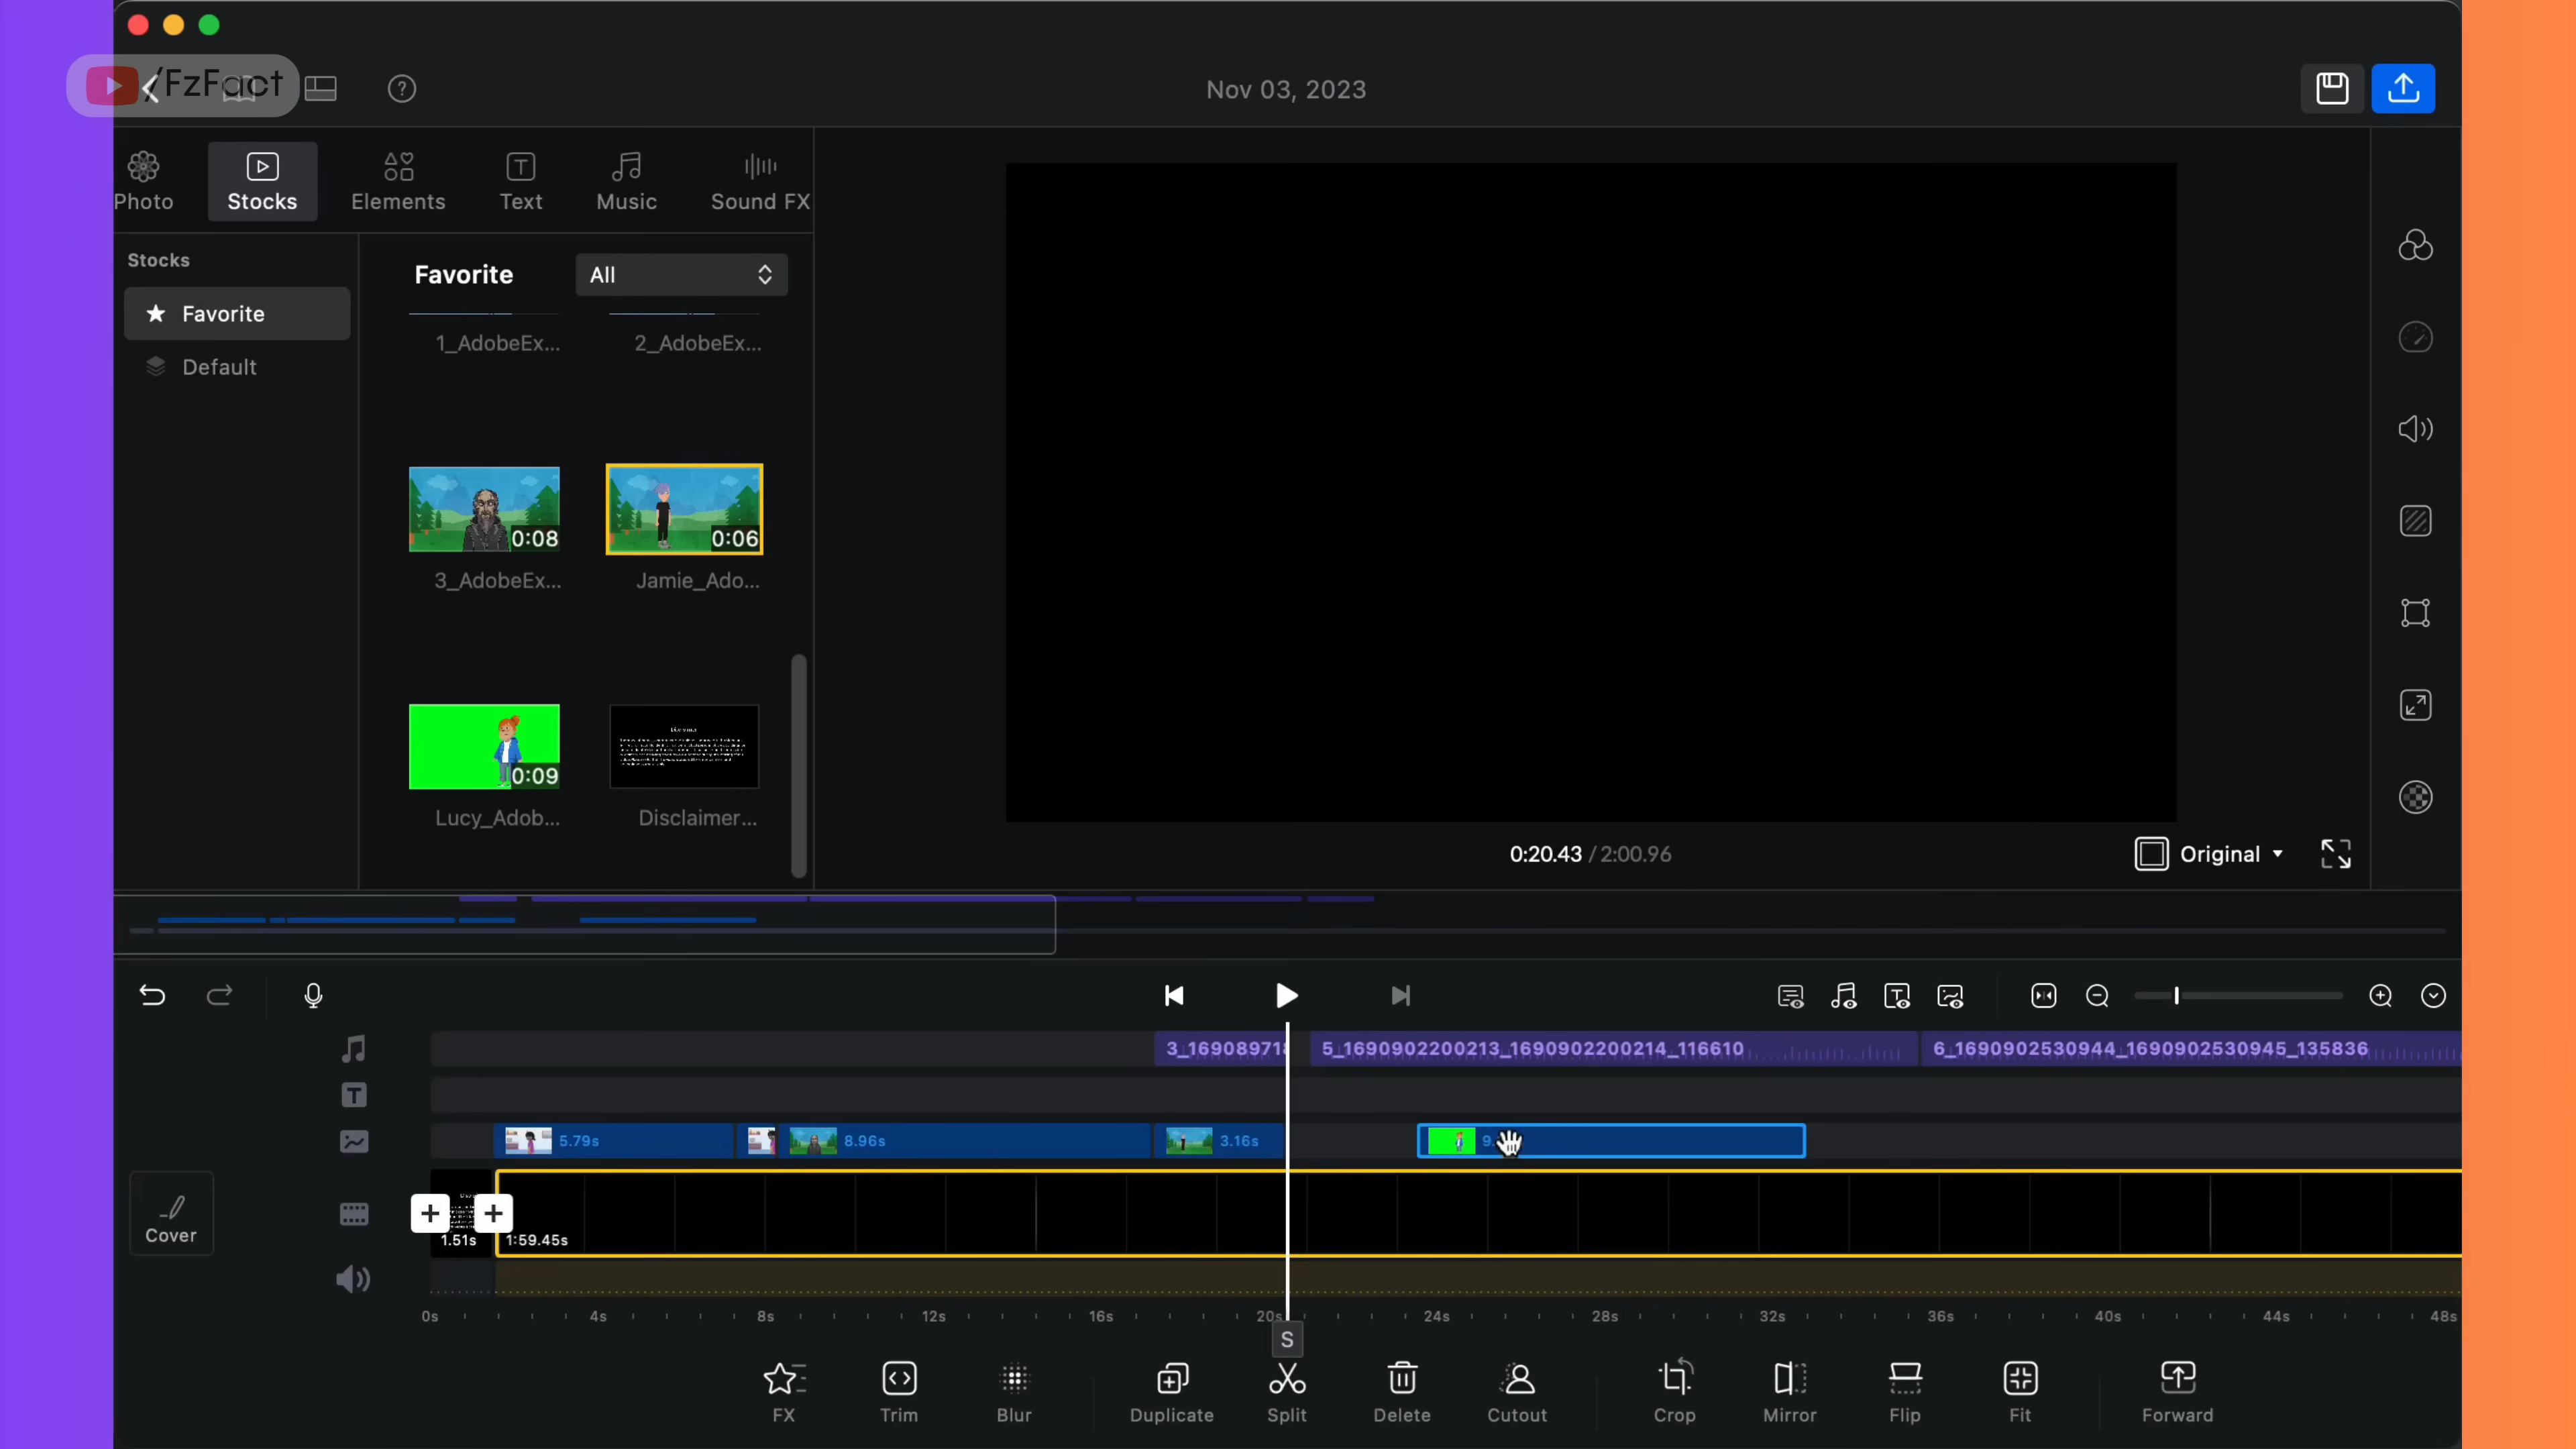 /FzFact
Nov 03, 2023
Photo
Stocks
Elements
Text
Music
Sound FX
Stocks
Favorite
All
Favorite
Default
1_AdobeEx...
2_AdobeEx...
0:08
0:06
3_AdobeEx...
Jamie_Ado...
0:09
Lucy_Adob...
Disclaimer...
0:20.43 / 2:00.96
Original
3_169089718
5_1690902200213_1690902200214_116610
6_1690902530944_1690902530945_135836
5.79s
8.96s
3.16s
9.
Cover
1.51s
1:59.45s
0s
4s
8s
12s
16s
20s
24s
28s
32s
36s
40s
44s
48s
S
FX
Trim
Blur
Duplicate
Split
Delete
Cutout
Crop
Mirror
Flip
Fit
Forward